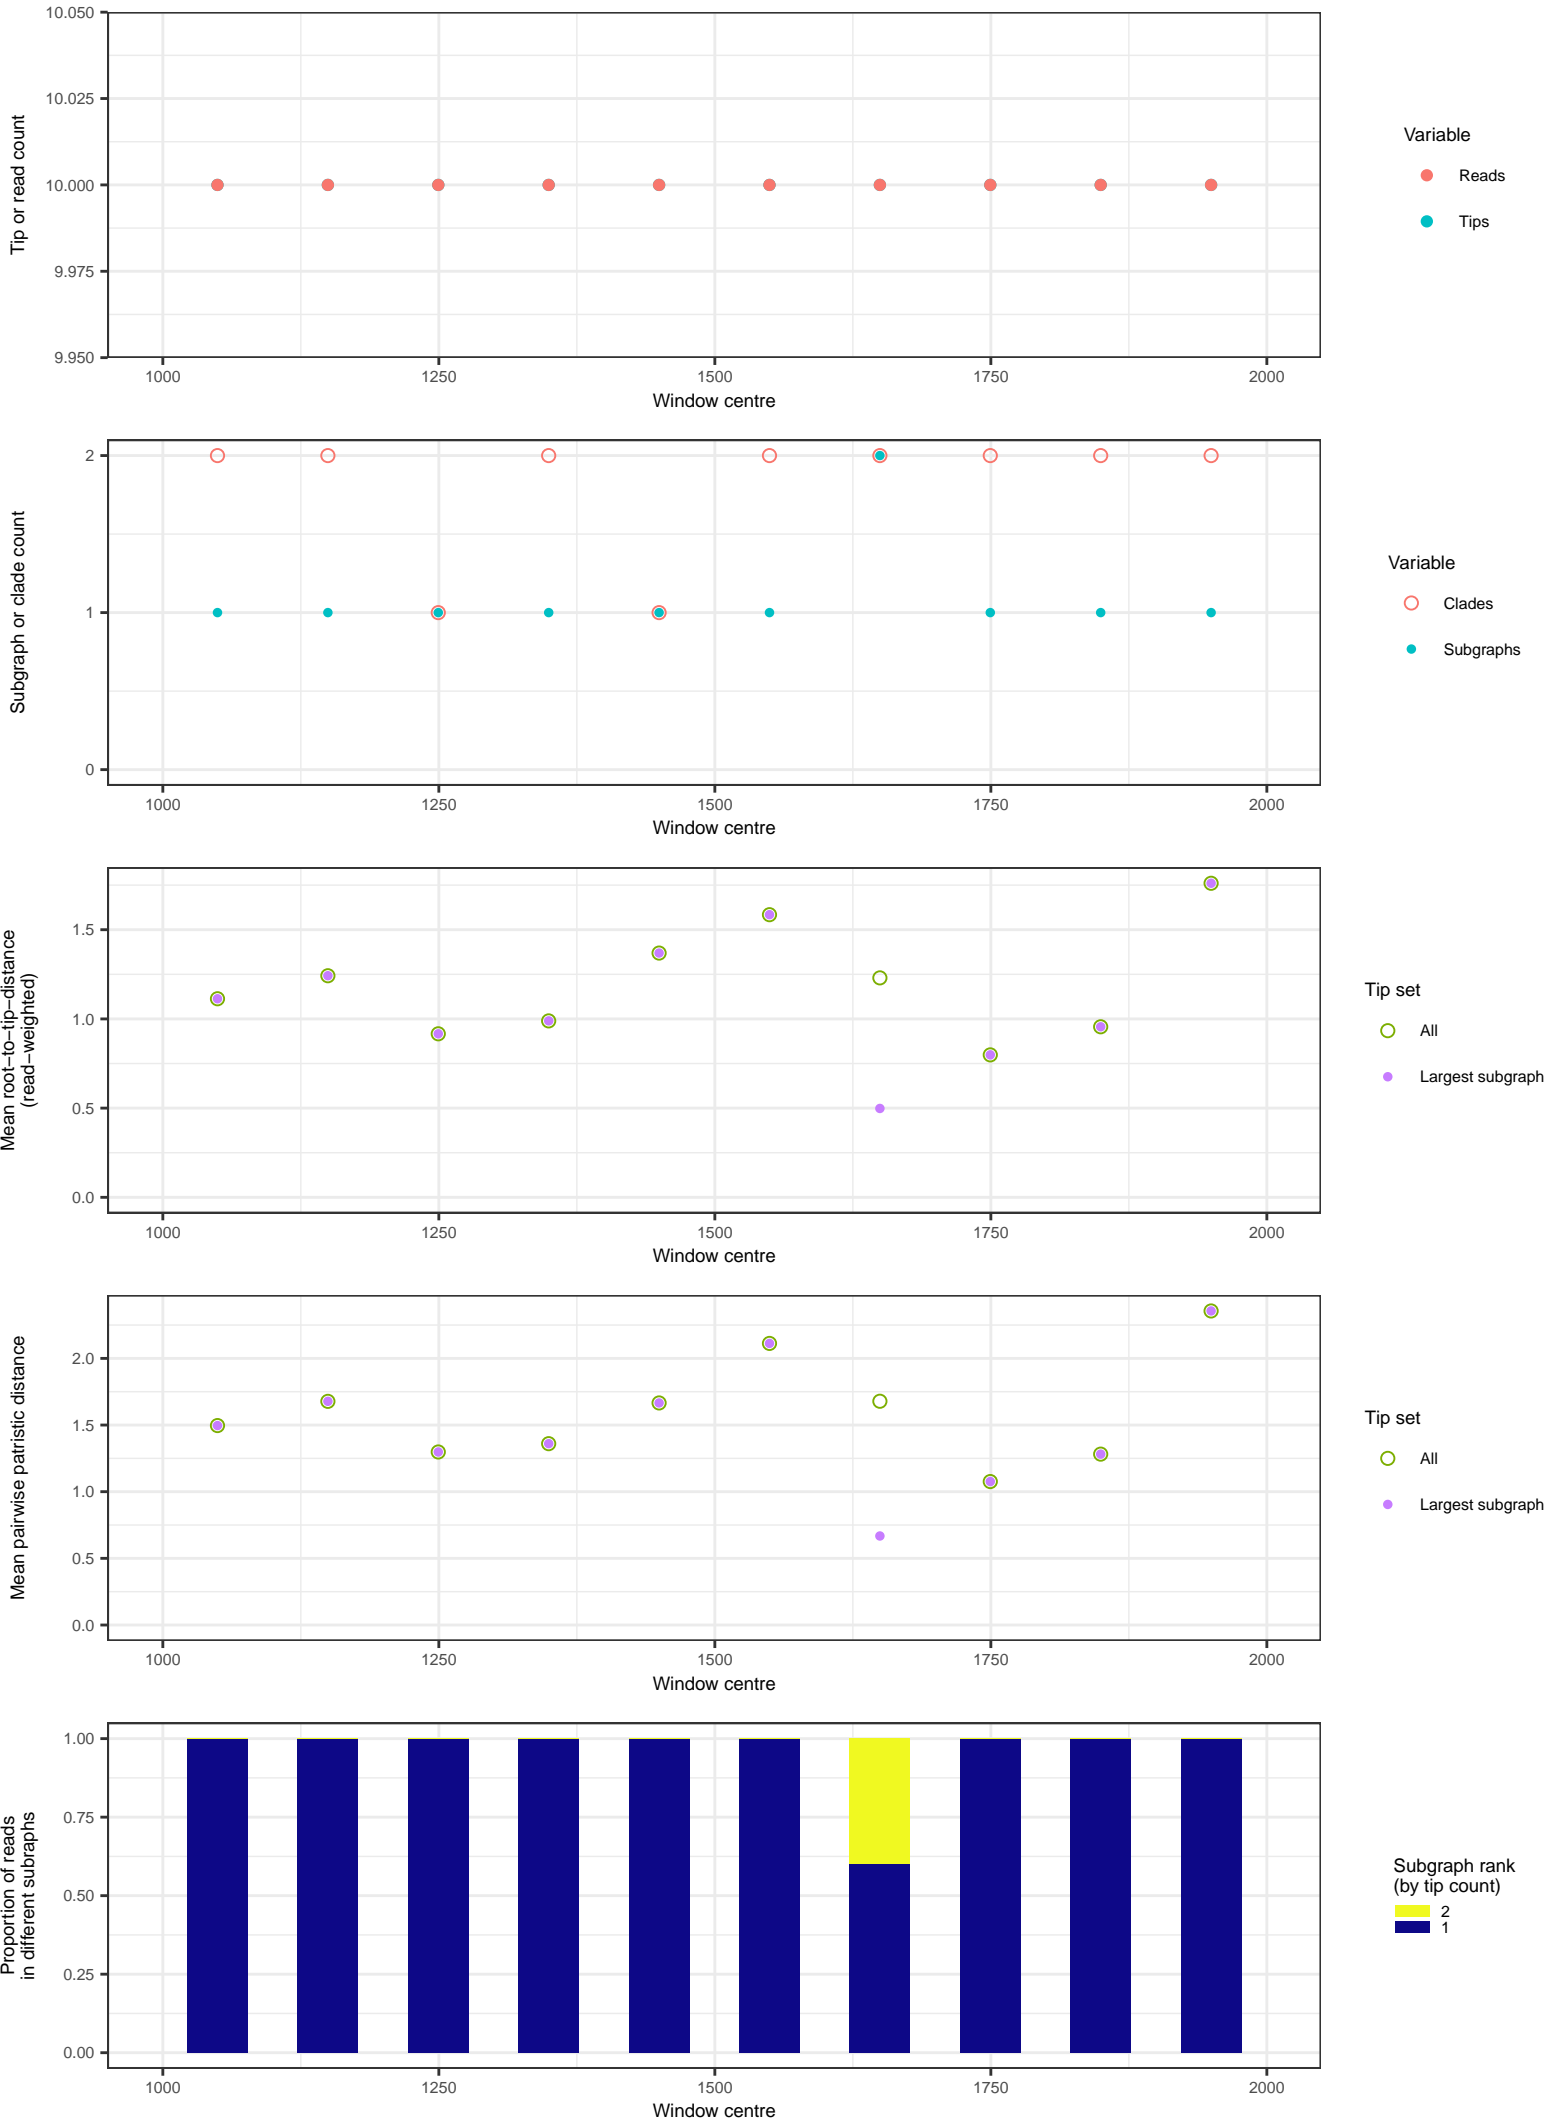 10.050
10.025
10.000
9.975
9.950
Tip or read count
1000 1250 1500 1750 2000
Window centre
Variable
Reads
Tips
2
1
0
Subgraph or clade count
1000 1250 1500 1750 2000
Window centre
Variable
Clades
Subgraphs
1.5
1.0
0.5
0.0
Mean root−to−tip−distance
(read−weighted)
1000 1250 1500 1750 2000
Window centre
Tip set
All
Largest subgraph
2.0
1.5
1.0
0.5
0.0
Mean pairwise patristic distance
1000 1250 1500 1750 2000
Window centre
Tip set
All
Largest subgraph
1.00
0.75
0.50
0.25
0.00
Proportion of reads
in different subraphs
1000 1250 1500 1750 2000
Window centre
Subgraph rank
(by tip count)
2
1